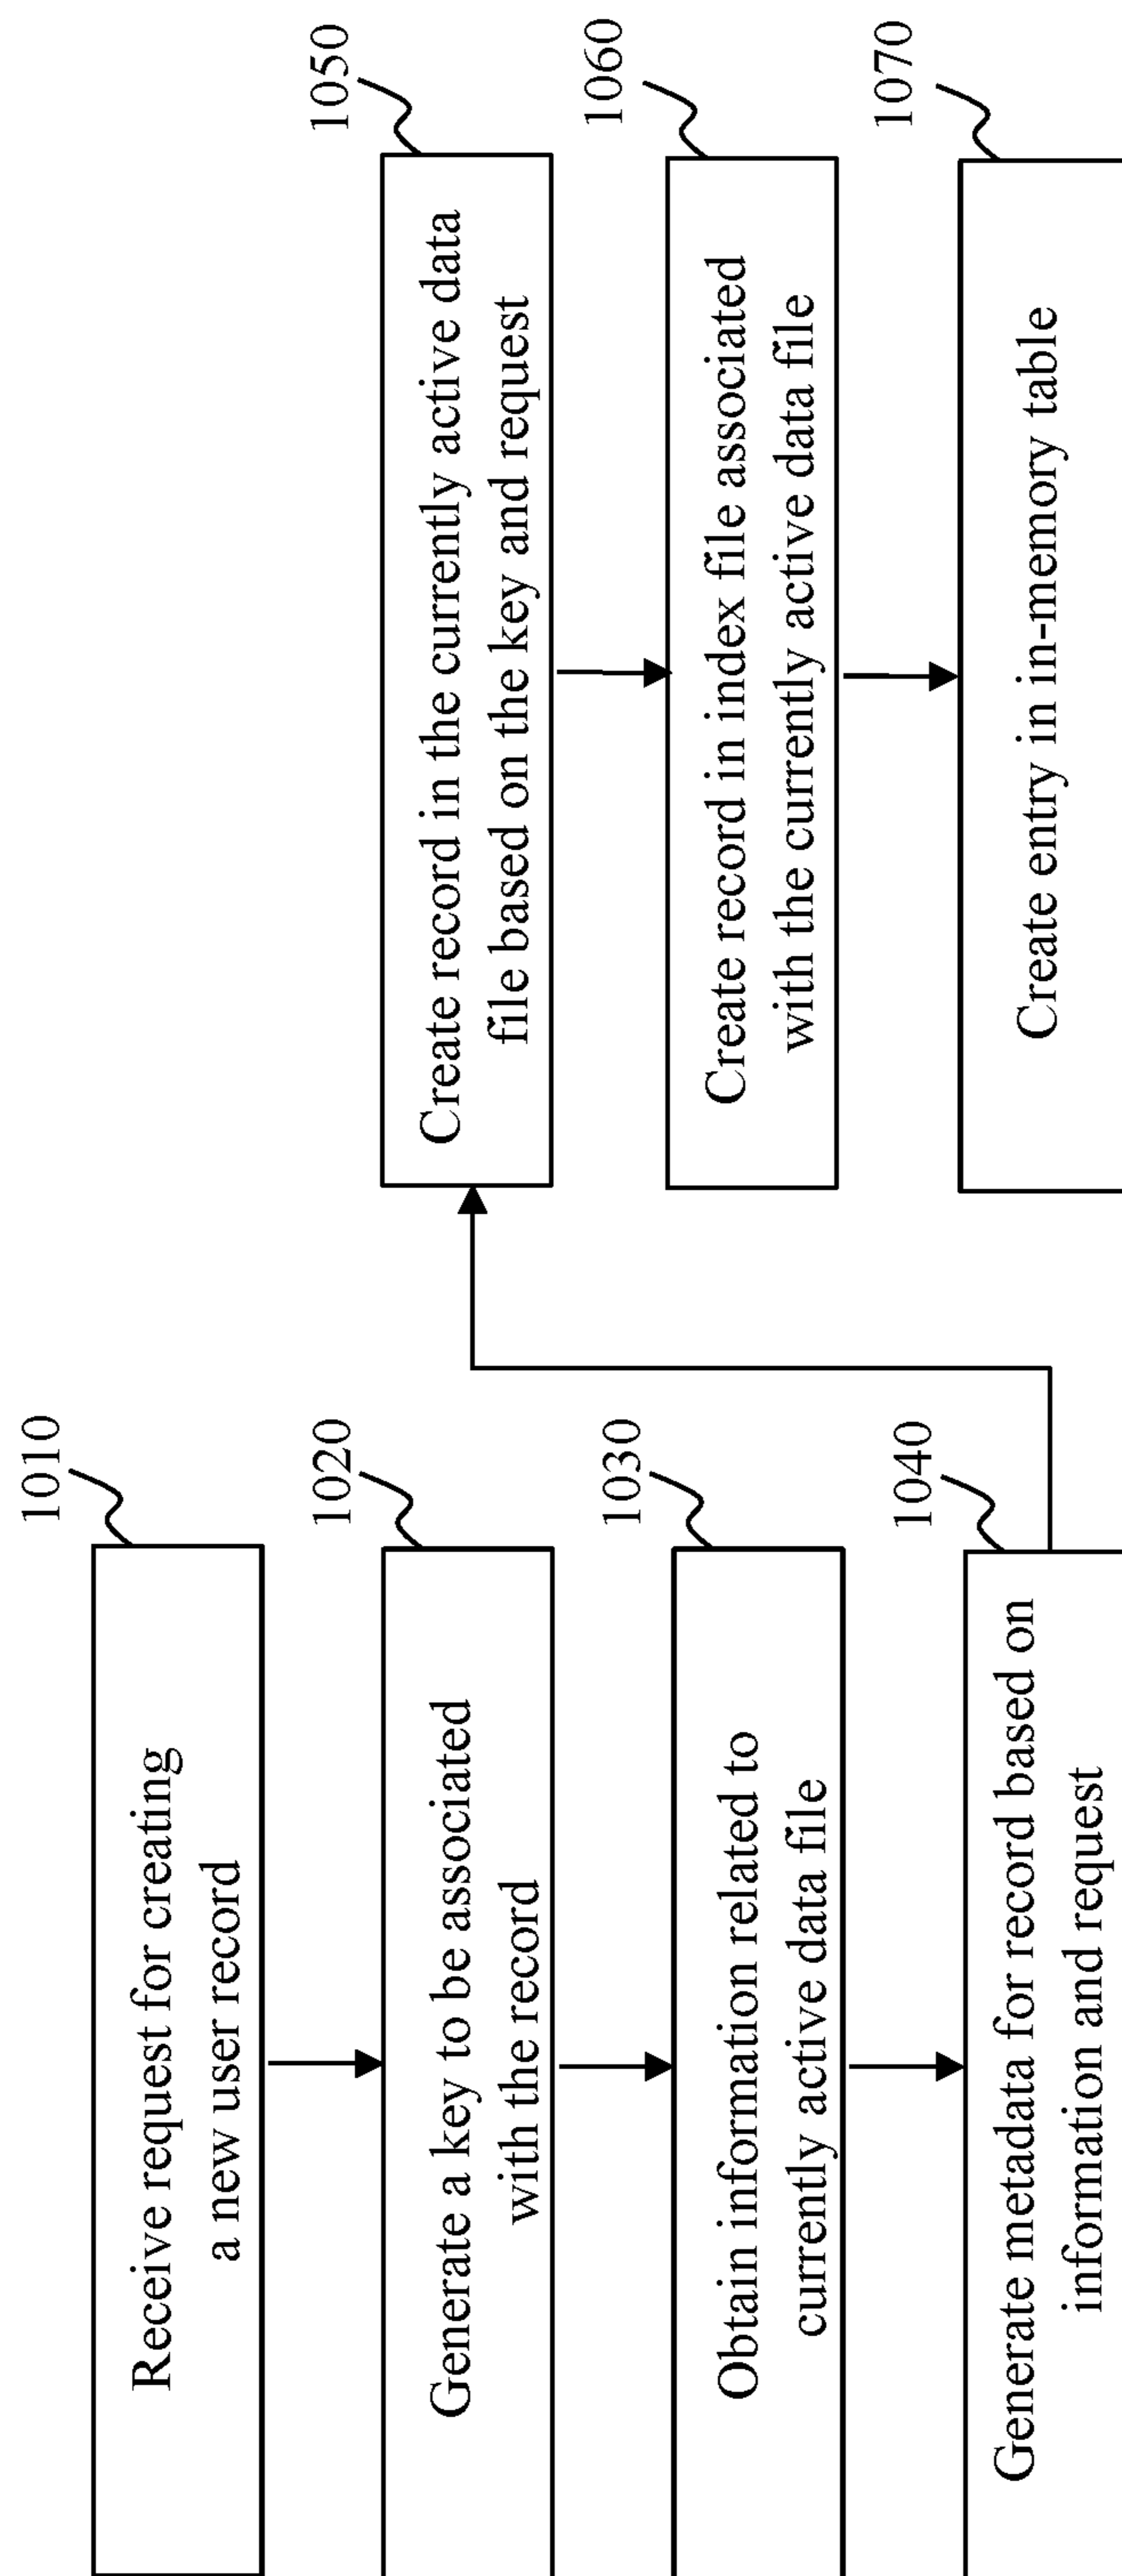 1010
Receive request for creating
a new user record
1020
Generate a key to be associated
with the record
1030
Obtain information related to
currently active data file
1040
Generate metadata for record based on
information and request
1050
Create record in the currently active data
file based on the key and request
1060
Create record in index file associated
with the currently active data file
1070
Create entry in in-memory table